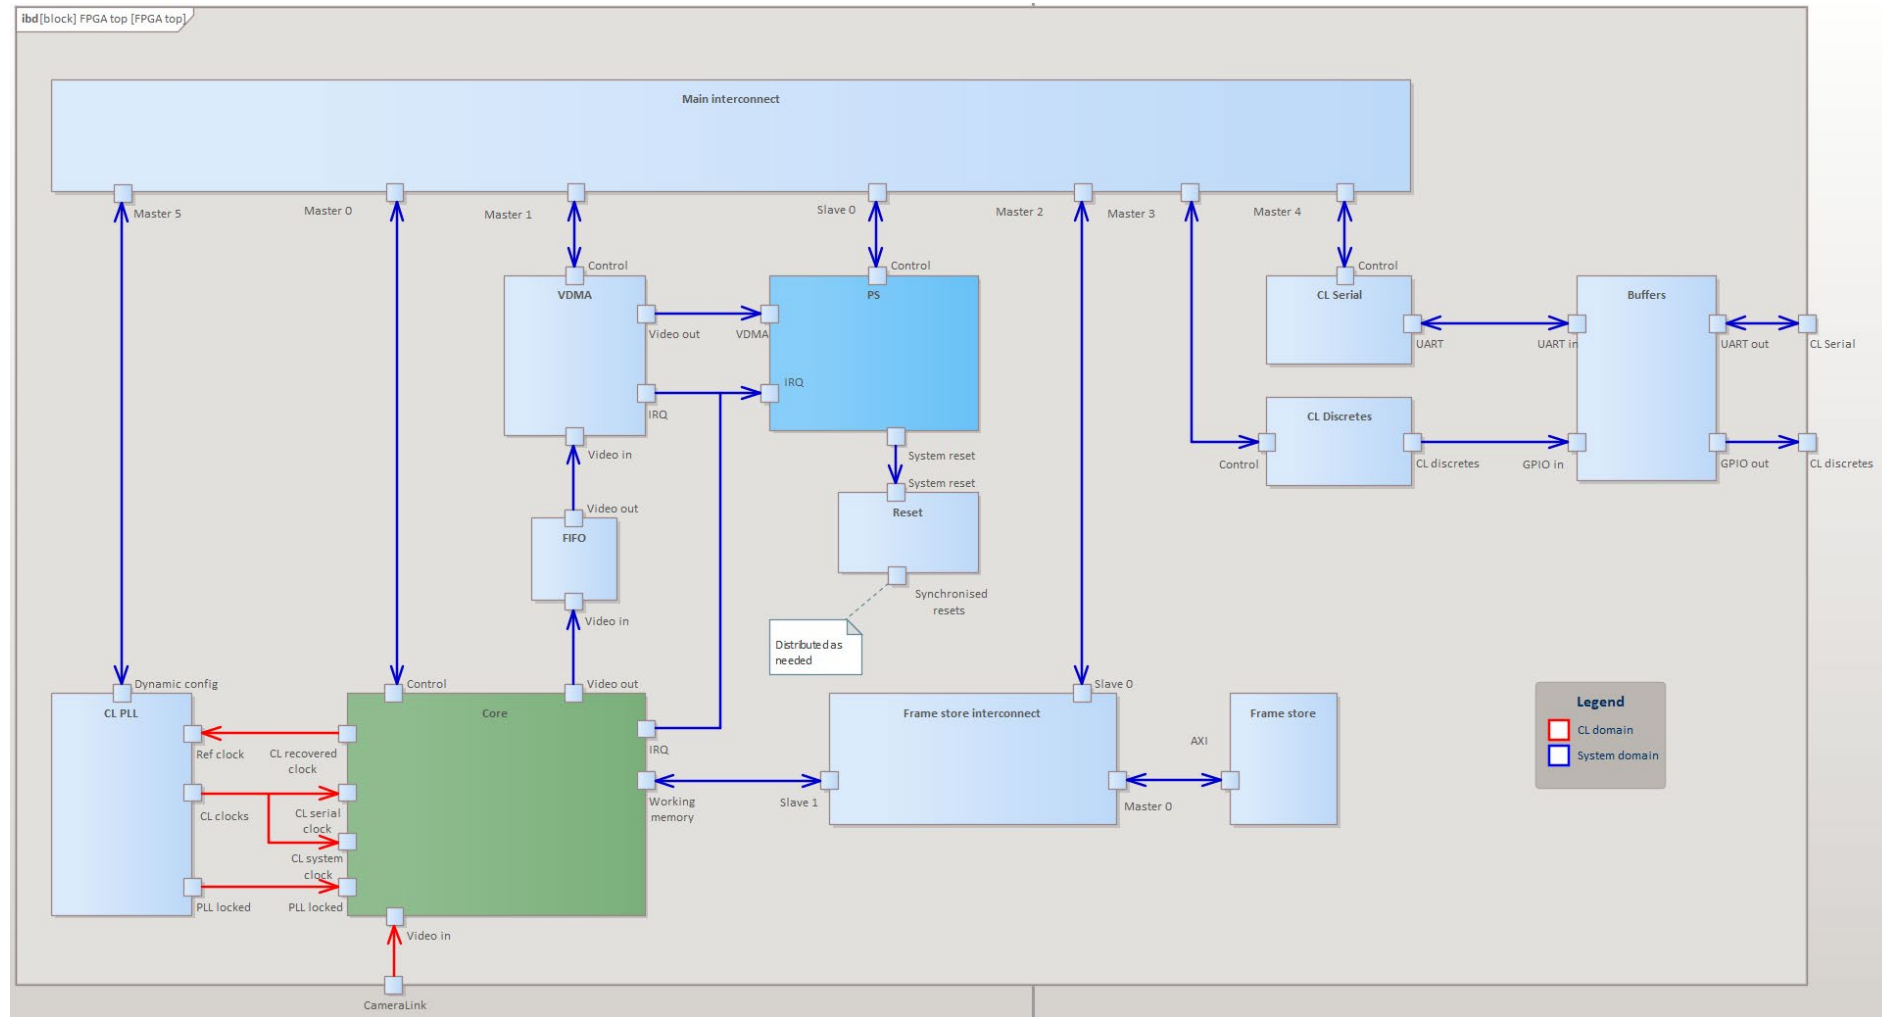 ibd [block] FPGA top [FPGA top]
Main interconnect
Master 5
Master 0
Master 1
Slave 0
Master 2
Master 3
Master 4
Control
VDMA
Video out
IRQ
Video in
Control
PS
VDMA
IRQ
System reset
Control
CL Serial
UART
Buffers
UART in
UART out
CL Serial
CL Discretes
Control
CL discretes
GPIO in
GPIO out
CL discretes
System reset
Reset
Synchronised
resets
Distributed as
needed
Video out
FIFO
Video in
Dynamic config
CL PLL
Ref clock
CL clocks
PLL locked
Control
Video out
Core
CL recovered
clock
CL serial
clock
CL system
clock
PLL locked
IRQ
Working
memory
Video in
CameraLink
Slave 0
Frame store interconnect
Slave 1
Master 0
AXI
Frame store
Legend
CL domain
System domain